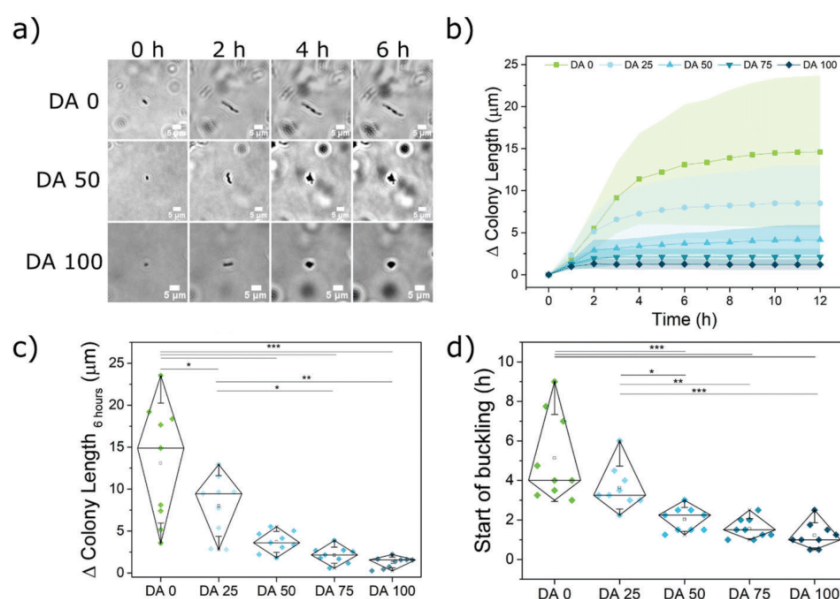 a)
0 h 2 h 4 h 6 h
DA 0
5 µm 5 µm 5 µm 5 µm
DA 50
5 µm 5 µm 5 µm 5 µm
DA 100
5 µm 5 µm 5 µm 5 µm
b)
DA 0 DA 25 DA 50 DA 75 DA 100
Δ Colony Length (µm)
25
20
15
10
5
0
0 2 4 6 8 10 12
Time (h)
c)
Δ Colony Length 6 hours (µm)
25
20
15
10
5
0
***
* **
*
DA 0 DA 25 DA 50 DA 75 DA 100
d)
Start of buckling (h)
10
8
6
4
2
0
***
*
**
***
DA 0 DA 25 DA 50 DA 75 DA 100